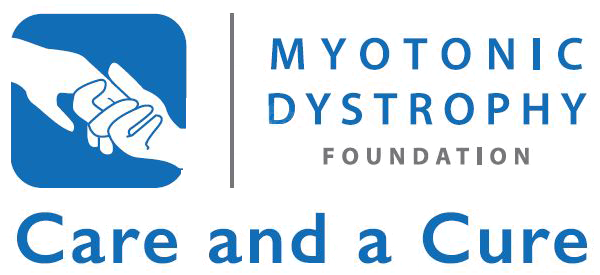 MYOTONIC
DYSTROPHY
FOUNDATION
Care and a Cure